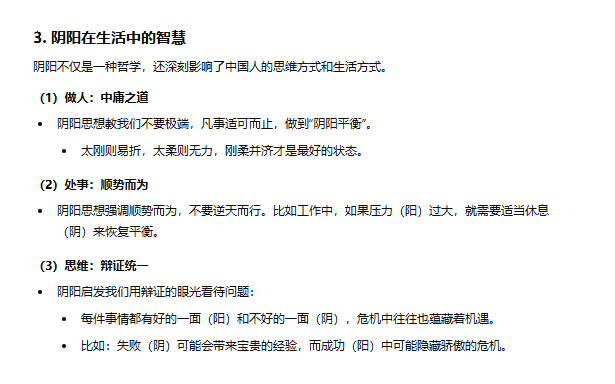 3. 阴阳在生活中的智慧
阴阳不仅是一种哲学，还深刻影响了中国人的思维方式和生活方式。
（1）做人：中庸之道
• 阴阳思想教我们不要极端，凡事适可而止，做到“阴阳平衡”。
• 太刚则易折，太柔则无力，刚柔并济才是最好的状态。
（2）处事：顺势而为
• 阴阳思想强调顺势而为，不要逆天而行。比如工作中，如果压力（阳）过大，就需要适当休息
（阴）来恢复平衡。
（3）思维：辩证统一
• 阴阳启发我们用辩证的眼光看待问题：
• 每件事情都有好的一面（阳）和不好的一面（阴），危机中往往也蕴藏着机遇。
• 比如：失败（阴）可能会带来宝贵的经验，而成功（阳）中可能隐藏骄傲的危机。